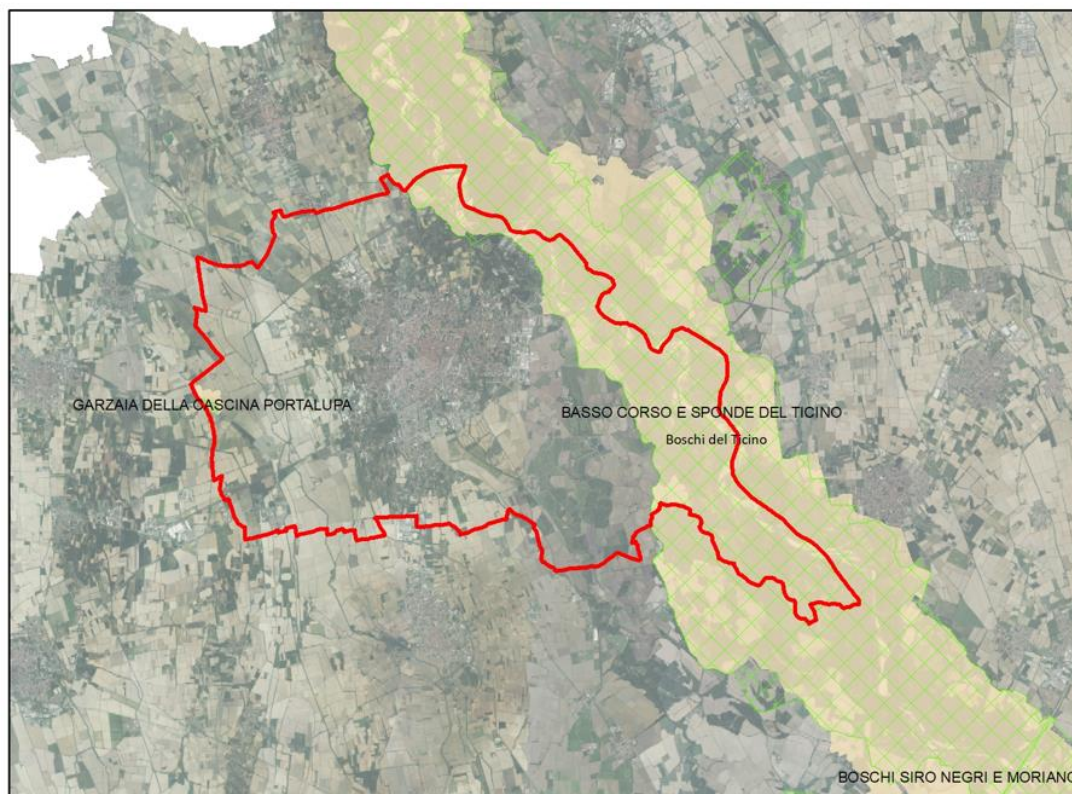 GARZAIA DELLA CASCINA PORTALUPA
BASSO CORSO E SPONDE DEL TICINO
Boschi del Ticino
BOSCHI SIRO NEGRI E MORIANO